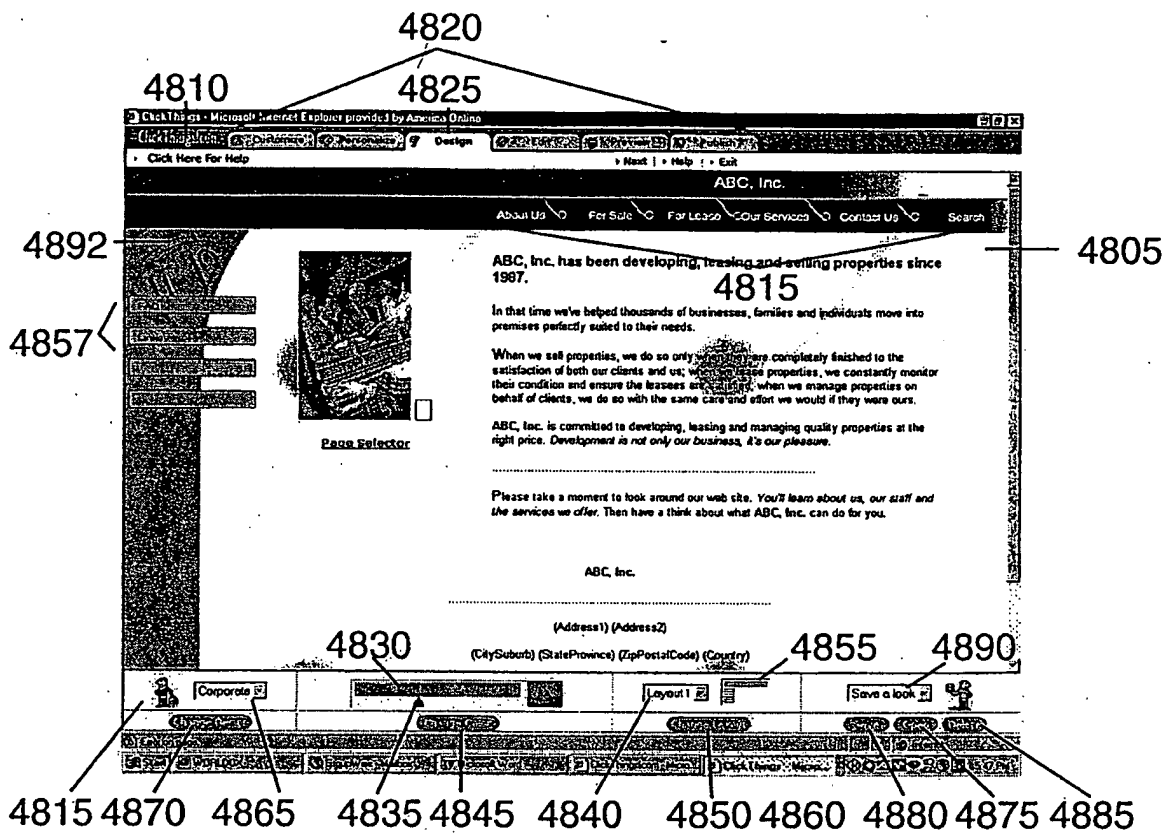 4820
4810 4825
ClickThings - Microsoft Internet Explorer provided by America Online
Design
Click Here For Help
Next | Help | Exit
ABC, Inc.
About Us For Sale For Lease Our Services Contact Us Search
4892
4805
ABC, Inc. has been developing, leasing and selling properties since
1987.
4815
In that time we've helped thousands of businesses, families and individuals move into
premises perfectly suited to their needs.
4857
When we sell properties, we do so only when they are completely finished to the
satisfaction of both our clients and us; when we lease properties, we constantly monitor
their condition and ensure the leasees are when we manage properties on
behalf of clients, we do so with the same care and effort we would if they were ours.
Page Selector
ABC, Inc. is committed to developing, leasing and managing quality properties at the
right price. Development is not only our business, it's our pleasure.
Please take a moment to look around our web site. You'll learn about us, our staff and
the services we offer. Then have a think about what ABC, Inc. can do for you.
ABC, Inc.
(Address1) (Address2)
(CitySuburb) (StateProvince) (ZipPostalCode) (Country)
4830 4855 4890
Corporate Layout 1 Save a look
4815 4870 4865 4835 4845 4840 4850 4860 4880 4875 4885